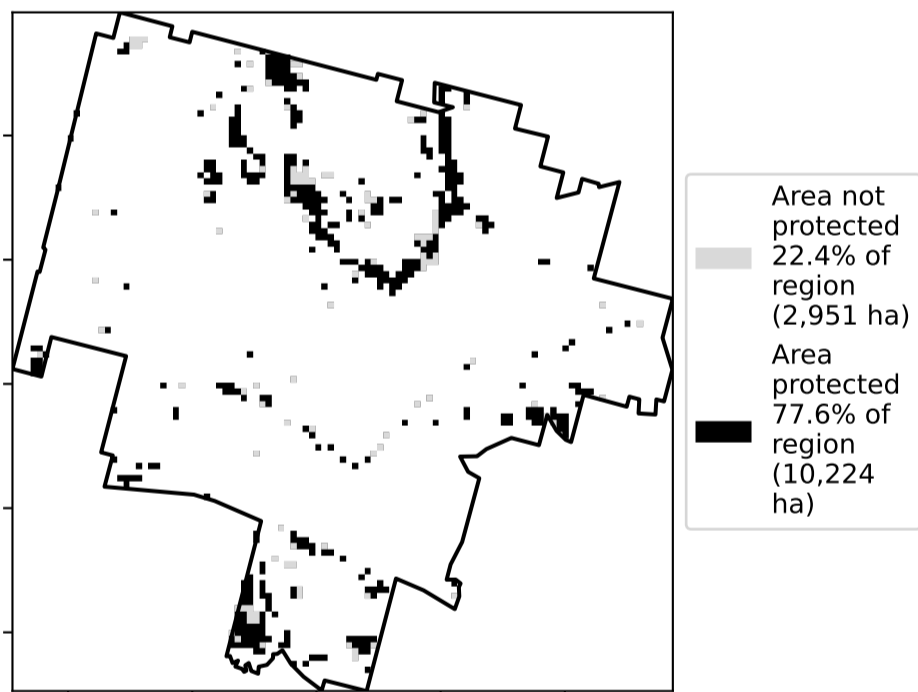 Area not
protected
22.4% of
region
(2,951 ha)
Area
protected
77.6% of
region
(10,224
ha)